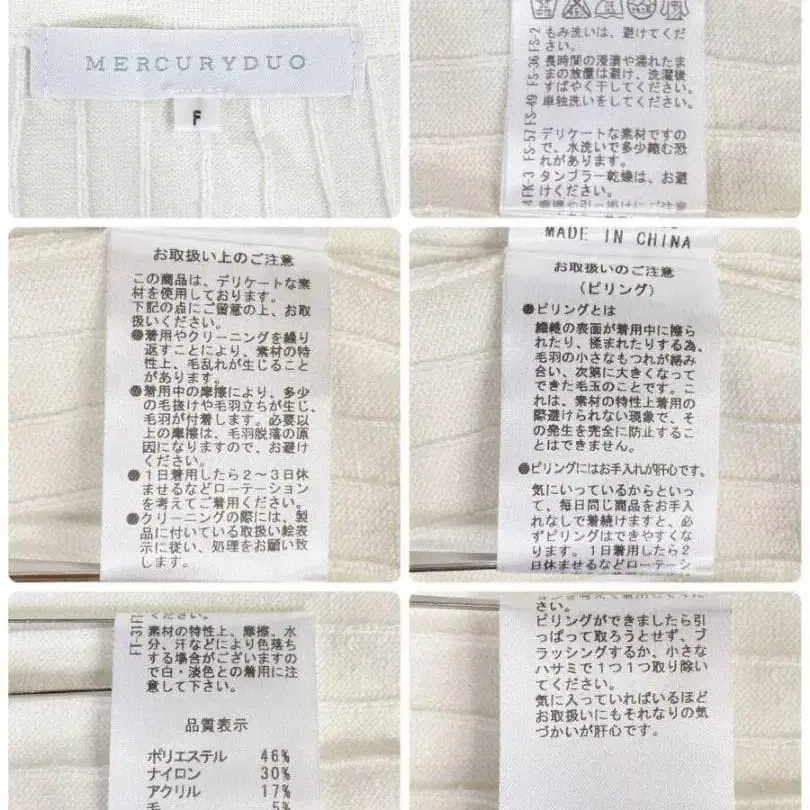 MERCURYDUO
F
もみ洗いは、避けてくだ
さい。
長時間の浸漬や濡れたま
まの放置は避け、洗濯後
すばやく干してください。
単独洗いをしてください。
デリケートな素材ですの
で、水洗いで多少縮む恐
れがあります。
タンブラー乾燥は、お避
けください。
お取扱い上のご注意
この商品は、デリケートな素
材を使用しております。
下記の点にご留意の上、お取
扱いください。
●着用やクリーニングを繰り
返すことにより、素材の特
性上、毛乱れが生じること
があります。
●着用中の摩擦により、多少
の毛抜けや毛羽立ちが生じ、
毛羽が付着します。必要以
上の摩擦は、毛羽脱落の原
因になりますので、お避け
ください。
●1日着用したら2〜3日休
ませるなどローテーション
を考えてご着用ください。
●クリーニングの際には、製
品に付いている取扱い絵表
示に従い、処理をお願い致
します。
MADE IN CHINA
お取扱いのご注意
(ピリング)
●ピリングとは
繊維の表面が着用中に擦ら
れたり、揉まれたりする為、
毛羽の小さなもつれが絡み
合い、次第に大きくなって
できた毛玉のことです。こ
れは、素材の特性上着用の
際避けられない現象で、そ
の発生を完全に防止するこ
とはできません。
●ピリングにはお手入れが肝心です。
気にいっているからといっ
て、毎日同じ商品をお手入
れなしで着続けますと、必
ずピリングはできやすくな
ります。1日着用したら2
日休ませるなどローテーシ
ください。
素材の特性上、摩擦、水
分、汗などにより色落ち
する場合がございますの
で白・淡色との着用に注
意して下さい。
品質表示
ポリエステル 46%
ナイロン 30%
アクリル 17%
毛 5%
さい。
ピリングができましたら引
っぱって取ろうとせず、ブ
ラッシングするか、小さな
ハサミで1つ1つ取り除い
てください。
気に入っていればいるほど
お取扱いにもそれなりの気
づかいが肝心です。